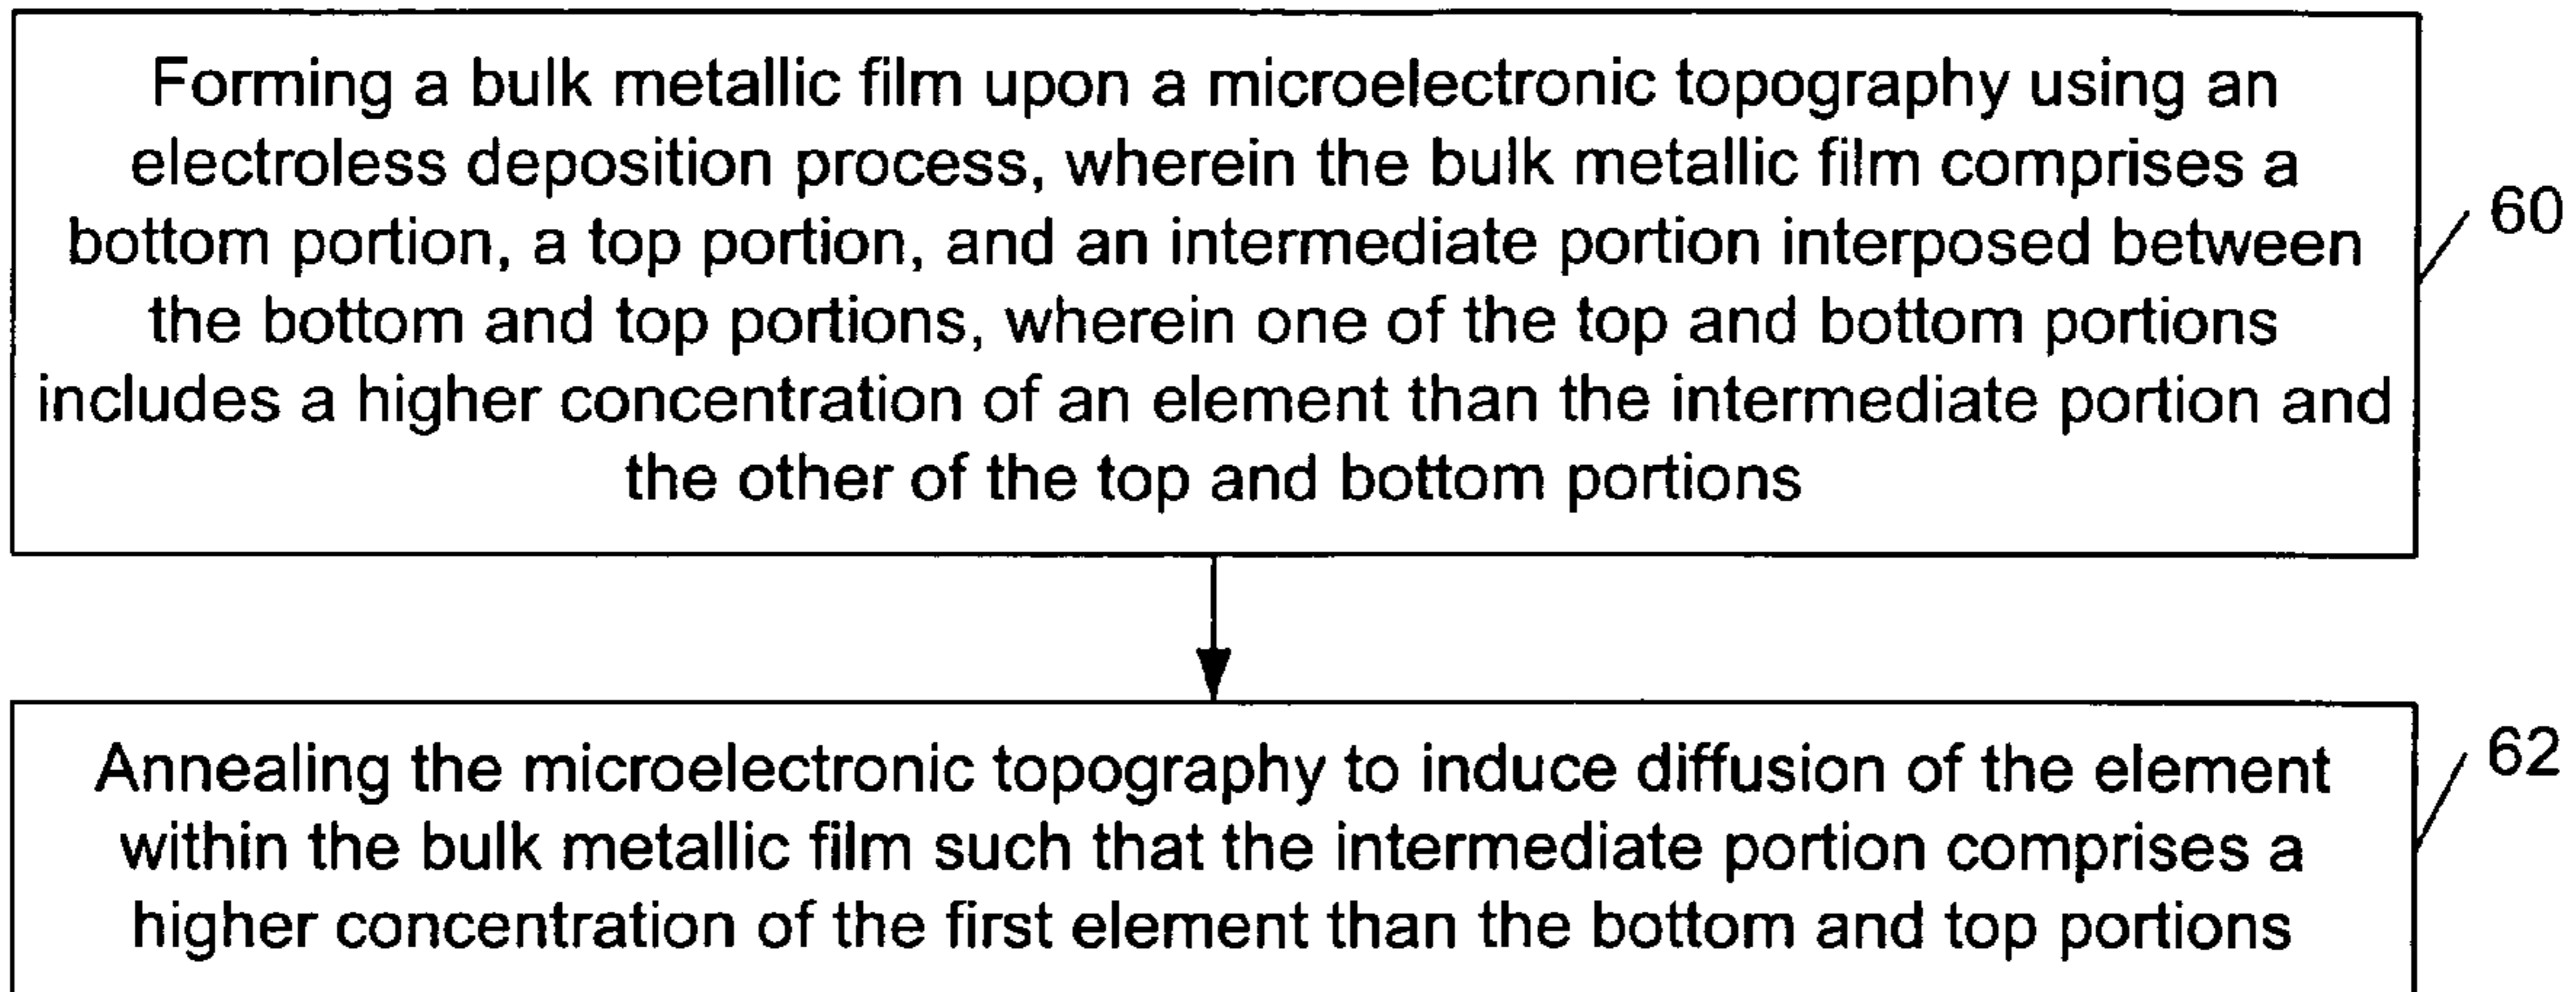 Forming a bulk metallic film upon a microelectronic topography using an
electroless deposition process, wherein the bulk metallic film comprises a
bottom portion, a top portion, and an intermediate portion interposed between
the bottom and top portions, wherein one of the top and bottom portions
includes a higher concentration of an element than the intermediate portion and
the other of the top and bottom portions
60
Annealing the microelectronic topography to induce diffusion of the element
within the bulk metallic film such that the intermediate portion comprises a
higher concentration of the first element than the bottom and top portions
62